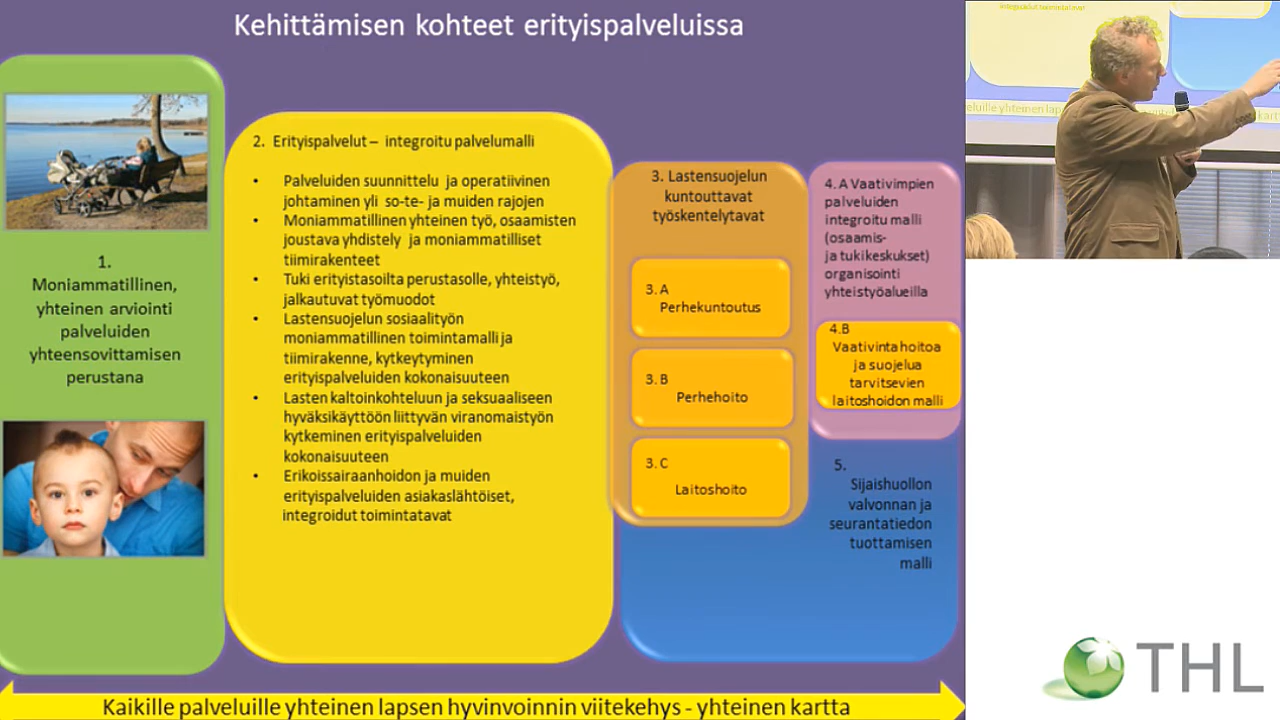 Kehittämisen kohteet erityispalveluissa
1.
Moniammatillinen,
yhteinen arviointi
palveluiden
yhteensovittamisen
perustana
2. Erityispalvelut – integroitu palvelumalli
• Palveluiden suunnittelu ja operatiivinen
johtaminen yli so-te- ja muiden rajojen
• Moniammatillinen yhteinen työ, osaamisten
joustava yhdistely ja moniammatilliset
tiimirakenteet
• Tuki erityistasoilta perustasolle, yhteistyö,
jalkautuvat työmuodot
• Lastensuojelun sosiaalityön
moniammatillinen toimintamalli ja
tiimirakenne, kytkeytyminen
erityispalveluiden kokonaisuuteen
• Lasten kaltoinkohteluun ja seksuaaliseen
hyväksikäyttöön liittyvän viranomaistyön
kytkeminen erityispalveluiden
kokonaisuuteen
• Erikoissairaanhoidon ja muiden
erityispalveluiden asiakaslähtöiset,
integroidut toimintatavat
3. Lastensuojelun
kuntouttavat
työskentelytavat
3. A
Perhekuntoutus
3. B
Perhehoito
3. C
Laitoshoito
4. A Vaativimpien
palveluiden
integroitu malli
(osaamis-
ja tukikeskukset)
organisointi
yhteistyöalueilla
4.B
Vaativinta hoitoa
ja suojelua
tarvitsevien
laitoshoidon malli
5.
Sijaishuollon
valvonnan ja
seurantatiedon
tuottamisen
malli
Kaikille palveluille yhteinen lapsen hyvinvoinnin viitekehys - yhteinen kartta
THL